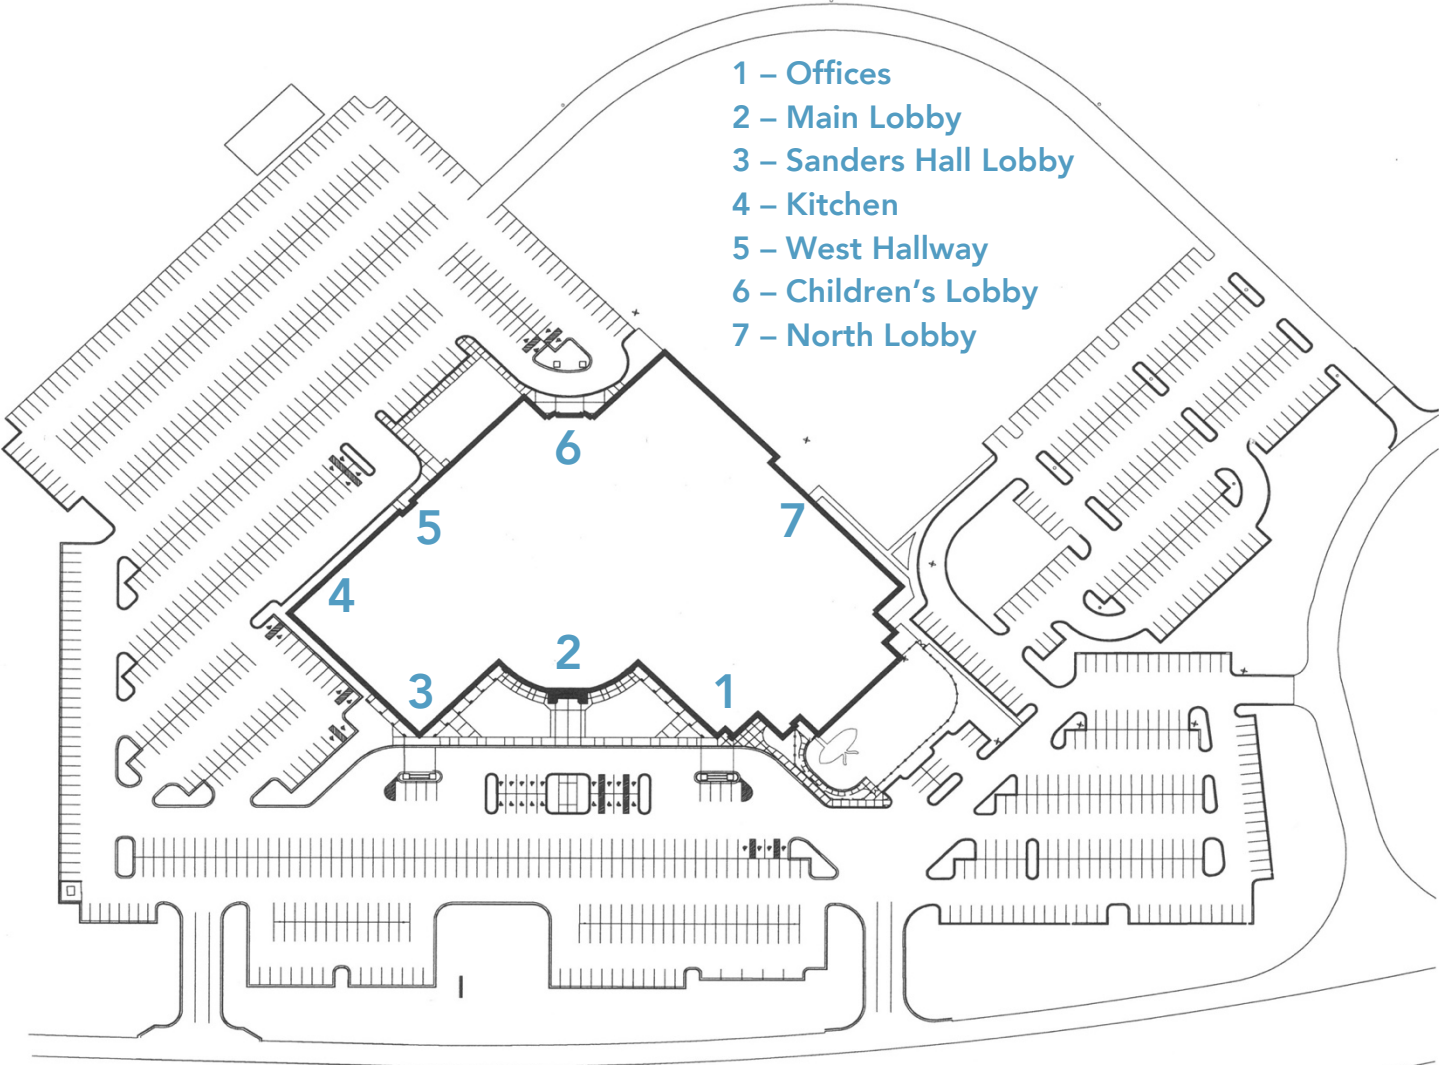 1 – Offices
2 – Main Lobby
3 – Sanders Hall Lobby
4 – Kitchen
5 – West Hallway
6 – Children’s Lobby
7 – North Lobby
6
7
5
4
2
3
1